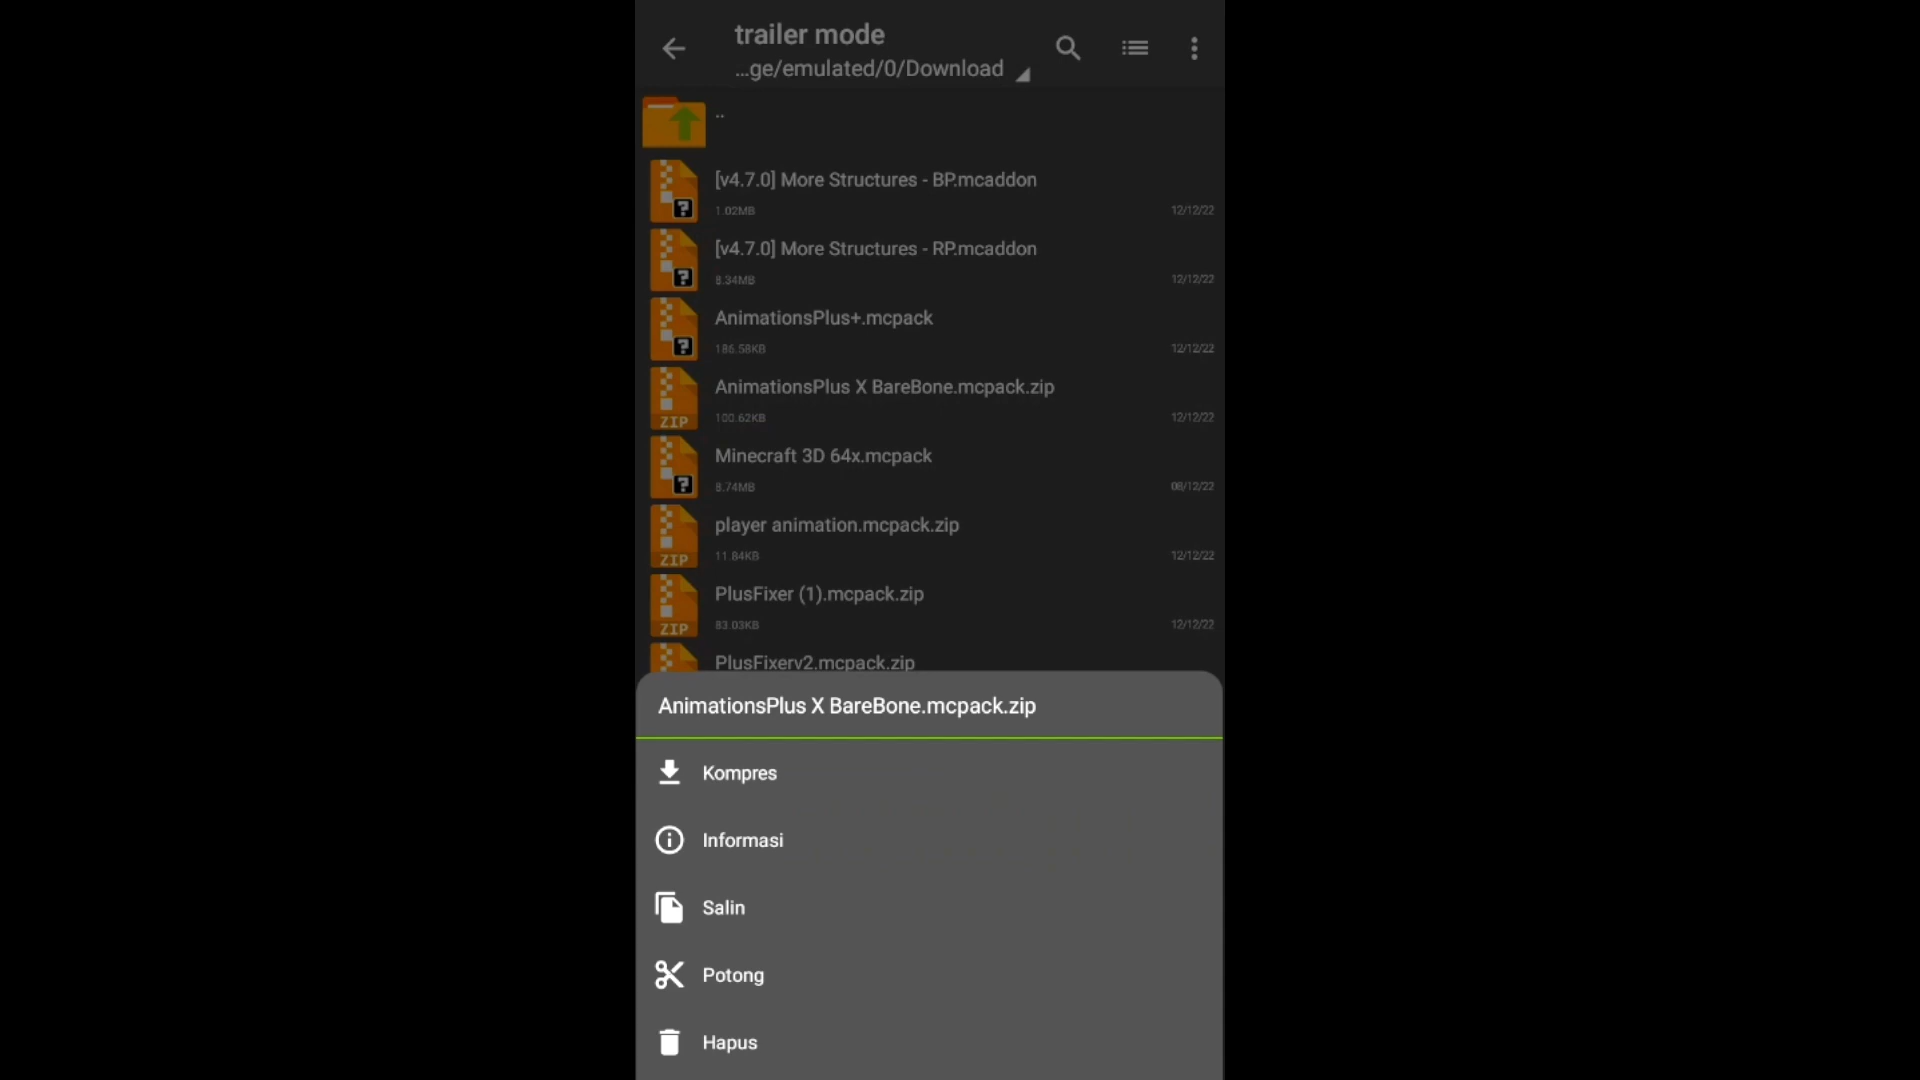 trailer mode
...ge/emulated/0/Download
..
[v4.7.0] More Structures - BP.mcaddon
1.02MB
12/12/22
[v4.7.0] More Structures - RP.mcaddon
8.34MB
12/12/22
AnimationsPlus+.mcpack
186.58KB
12/12/22
AnimationsPlus X BareBone.mcpack.zip
ZIP
100.62KB
12/12/22
Minecraft 3D 64x.mcpack
8.74MB
08/12/22
player animation.mcpack.zip
ZIP
11.84KB
12/12/22
PlusFixer (1).mcpack.zip
ZIP
83.03KB
12/12/22
PlusFixerv2.mcpack.zip
AnimationsPlus X BareBone.mcpack.zip
Kompres
Informasi
Salin
Potong
Hapus